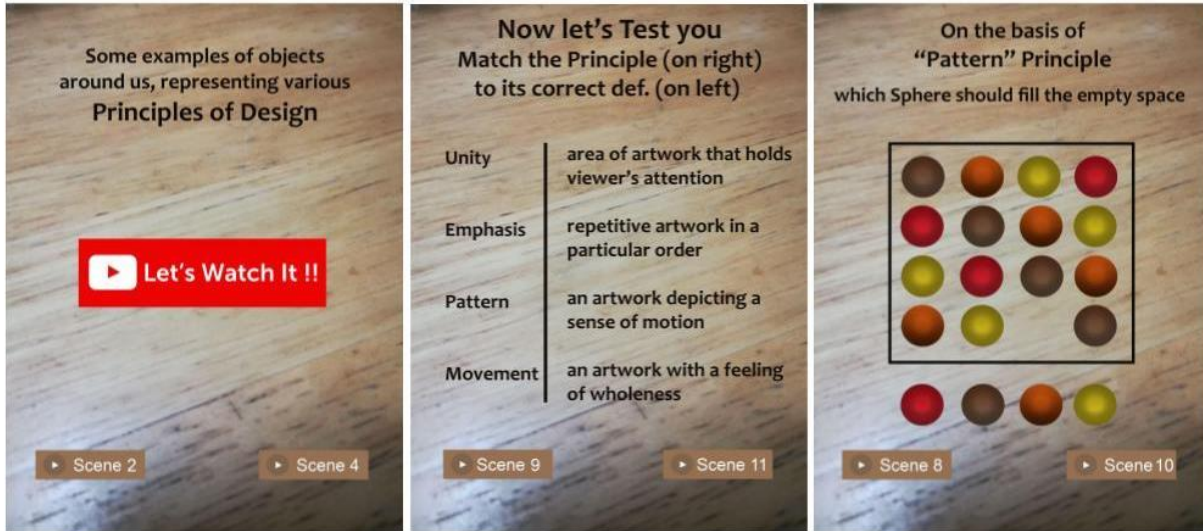 Some examples of objects
around us, representing various
Principles of Design
Let's Watch It !!
Scene 2
Scene 4
Now let's Test you
Match the Principle (on right)
to its correct def. (on left)
Unity
area of artwork that holds
viewer's attention
Emphasis
repetitive artwork in a
particular order
Pattern
an artwork depicting a
sense of motion
Movement
an artwork with a feeling
of wholeness
Scene 9
Scene 11
On the basis of
"Pattern" Principle
which Sphere should fill the empty space
Scene 8
Scene 10